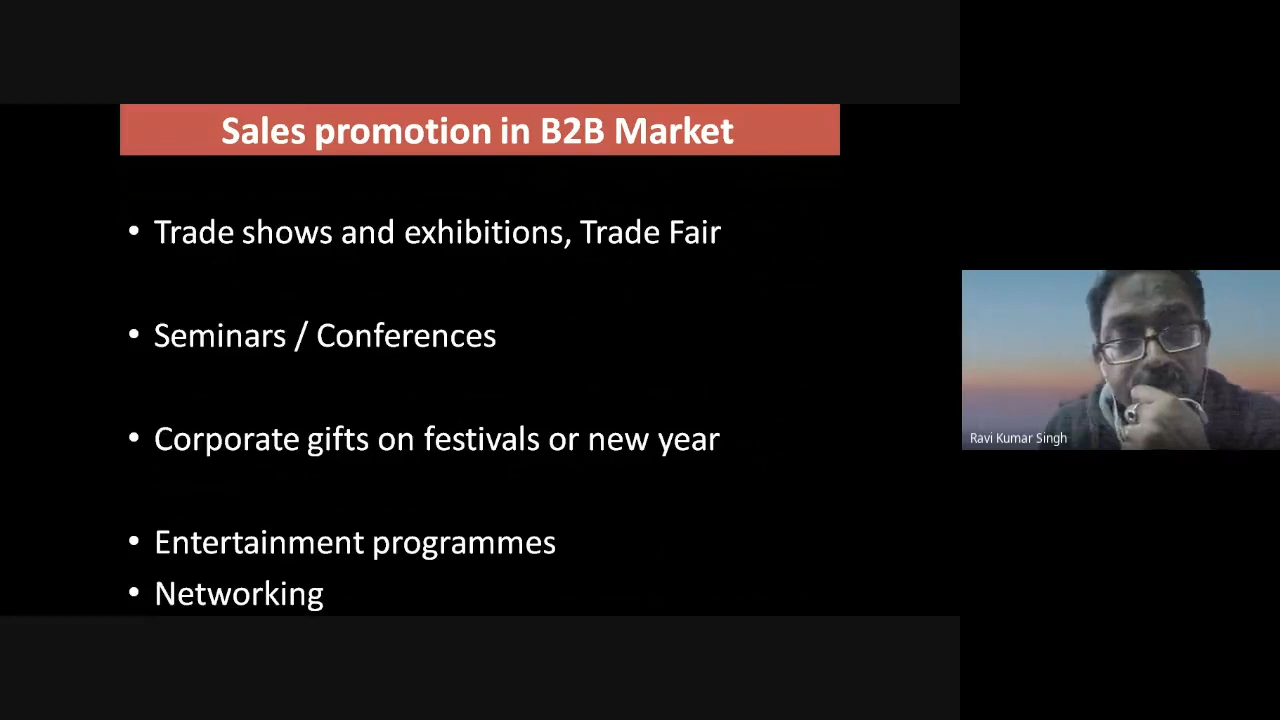 Sales promotion in B2B Market
• Trade shows and exhibitions, Trade Fair
• Seminars / Conferences
• Corporate gifts on festivals or new year
• Entertainment programmes
• Networking
Ravi Kumar Singh